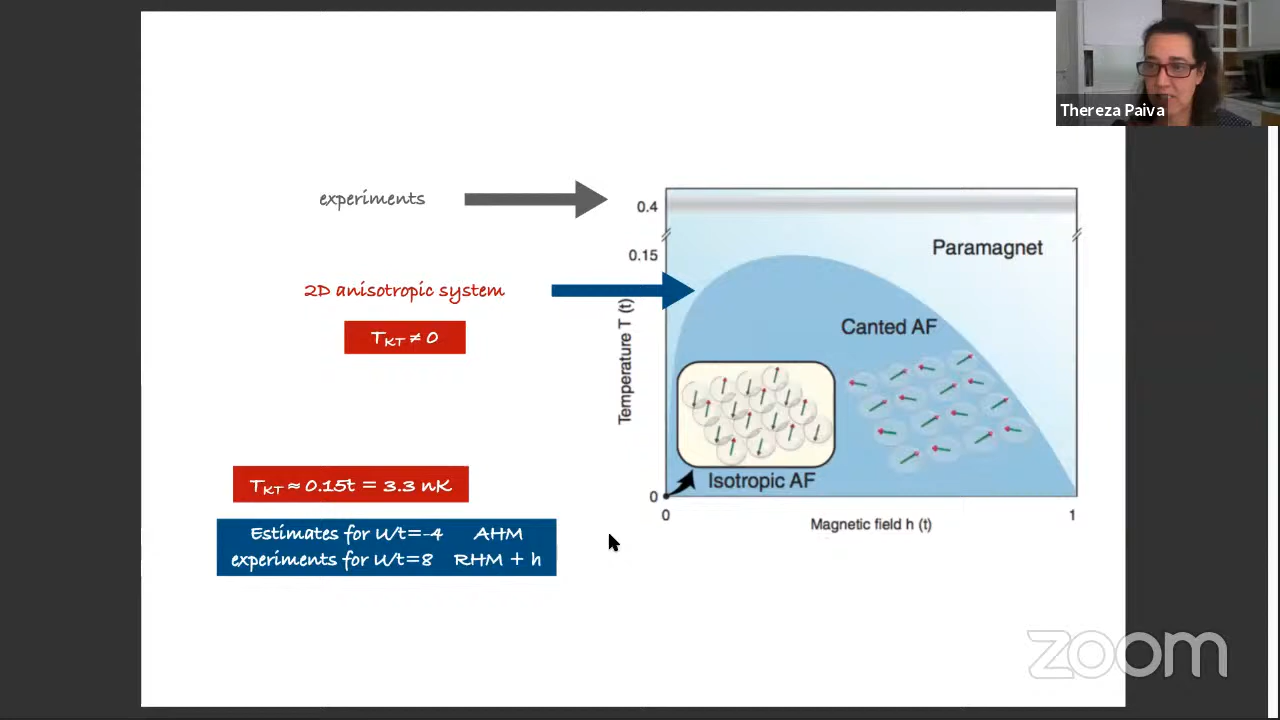 Thereza Paiva
experiments
0.4
Paramagnet
0.15
2D anisotropic system
T_KT ≠ 0
Canted AF
Temperature T (t)
Isotropic AF
0
0
1
Magnetic field h (t)
T_KT ≈ 0.15t = 3.3 nK
Estimates for U/t=-4 AHM
experiments for U/t=8 RHM + h
zoom